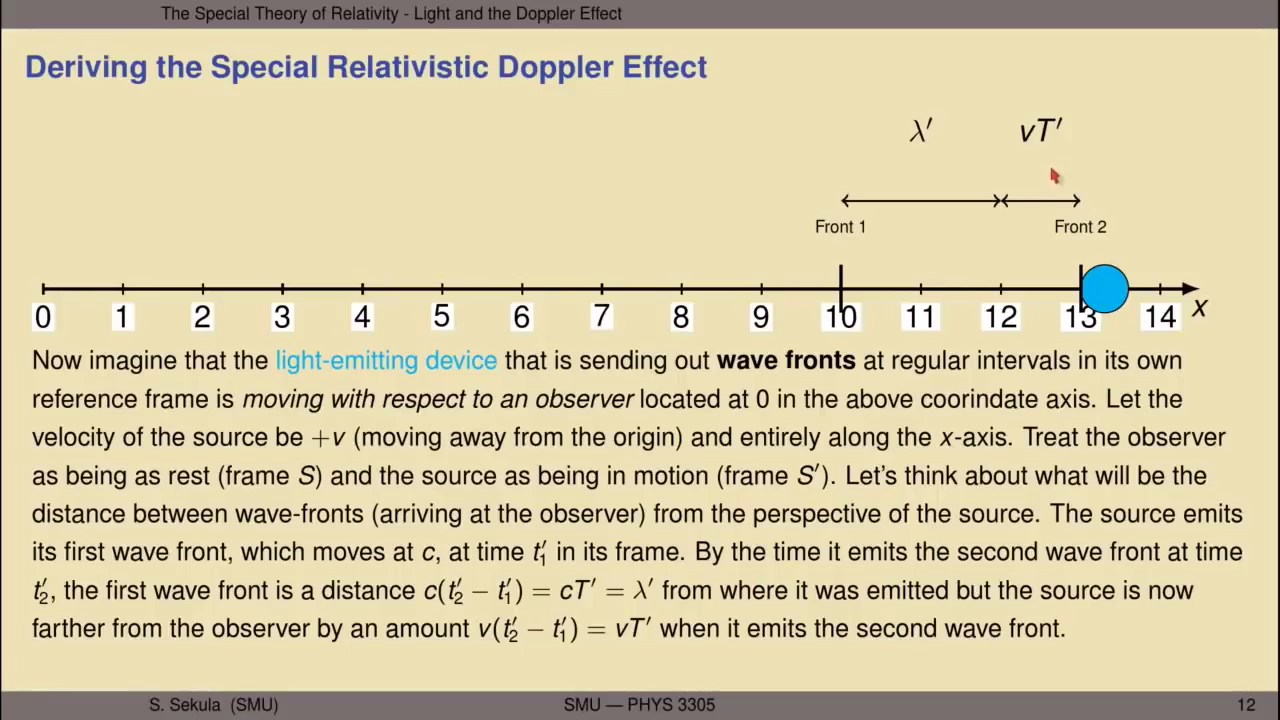 The Special Theory of Relativity - Light and the Doppler Effect
Deriving the Special Relativistic Doppler Effect
λ′ vT′
Front 1 Front 2
0 1 2 3 4 5 6 7 8 9 10 11 12 13 14 x
Now imagine that the light-emitting device that is sending out wave fronts at regular intervals in its own
reference frame is moving with respect to an observer located at 0 in the above coorindate axis. Let the
velocity of the source be +v (moving away from the origin) and entirely along the x-axis. Treat the observer
as being as rest (frame S) and the source as being in motion (frame S′). Let's think about what will be the
distance between wave-fronts (arriving at the observer) from the perspective of the source. The source emits
its first wave front, which moves at c, at time t′₁ in its frame. By the time it emits the second wave front at time
t′₂, the first wave front is a distance c(t′₂ − t′₁) = cT′ = λ′ from where it was emitted but the source is now
farther from the observer by an amount v(t′₂ − t′₁) = vT′ when it emits the second wave front.
S. Sekula (SMU) SMU — PHYS 3305 12